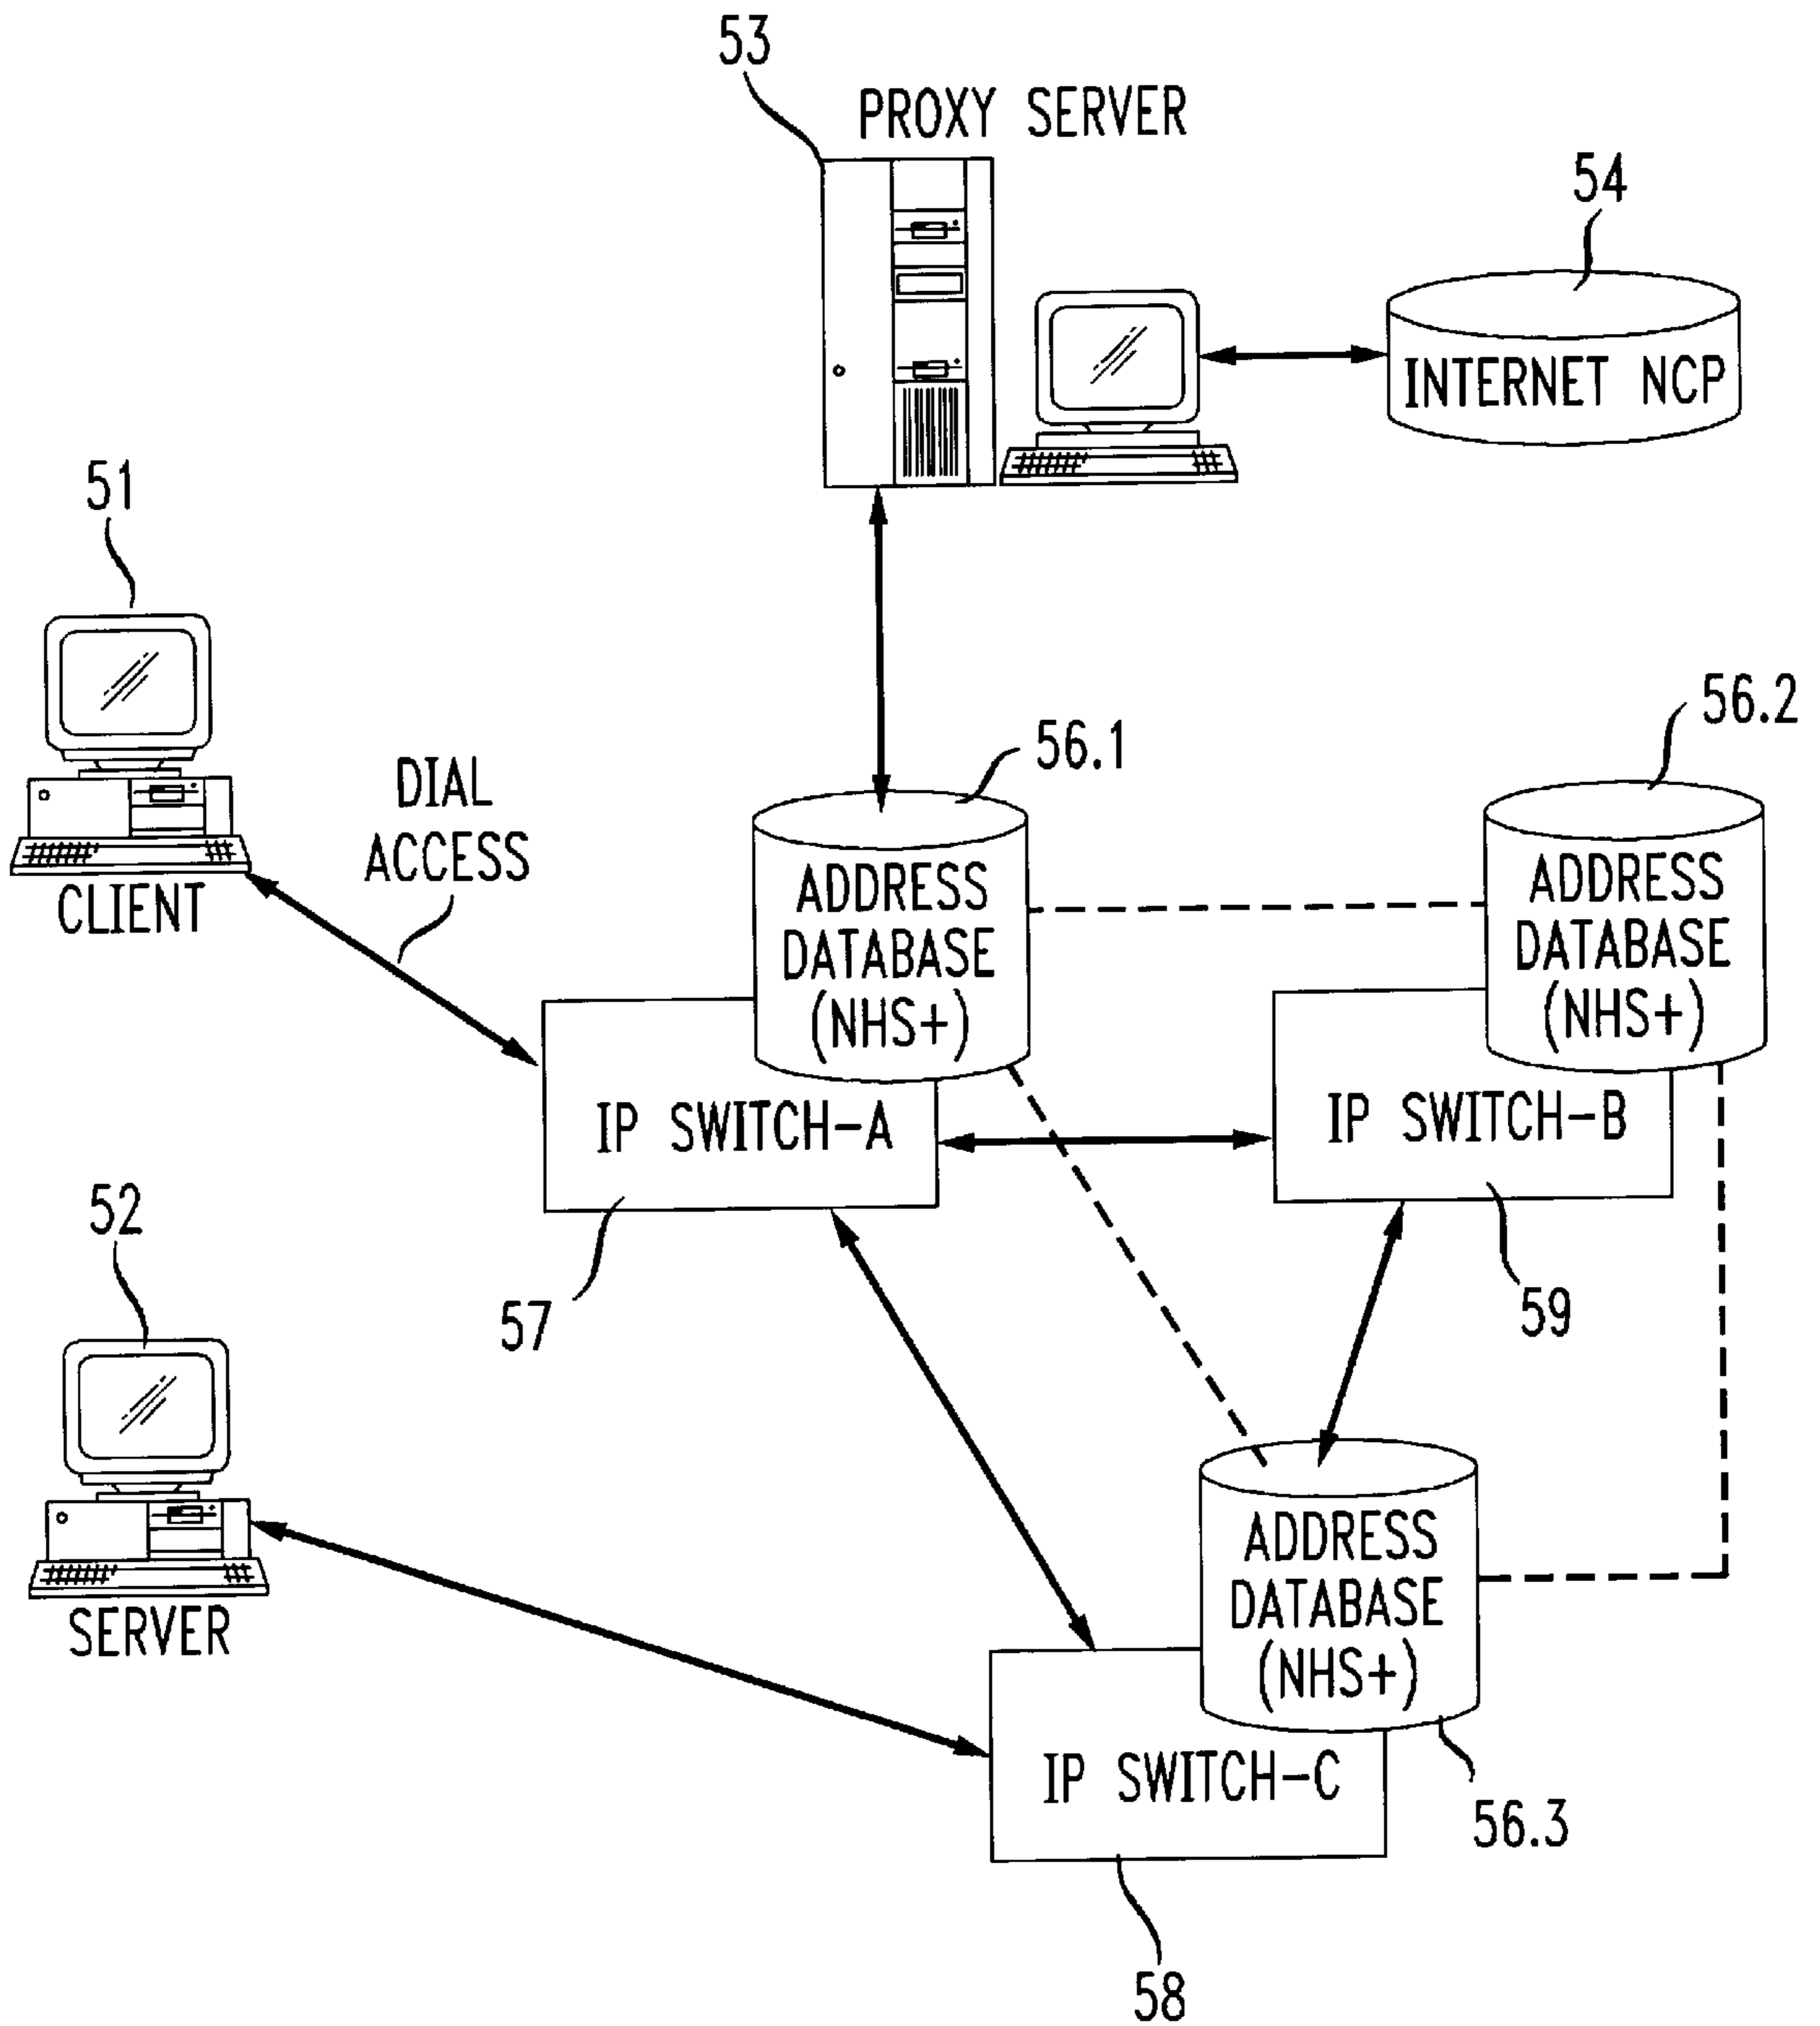 53
PROXY SERVER
54
INTERNET NCP
51
CLIENT
DIAL
ACCESS
56.1
ADDRESS
DATABASE
(NHS+)
IP SWITCH-A
57
56.2
ADDRESS
DATABASE
(NHS+)
IP SWITCH-B
59
52
SERVER
ADDRESS
DATABASE
(NHS+)
IP SWITCH-C
56.3
58